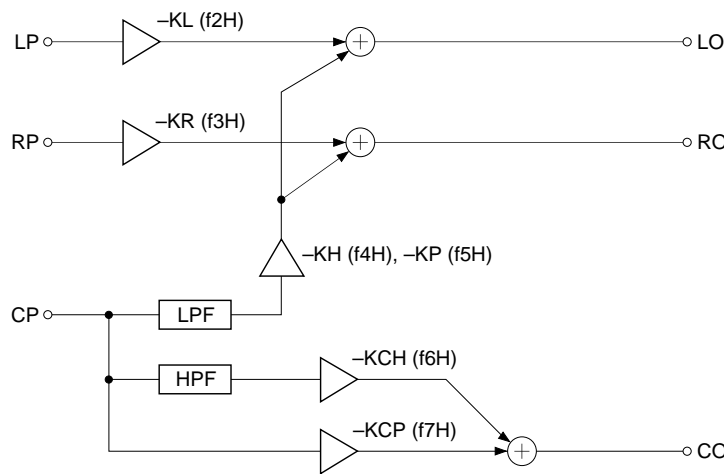 –KL (f2H)
LP
LO
–KR (f3H)
RP
RO
–KH (f4H), –KP (f5H)
CP
LPF
–KCH (f6H)
HPF
–KCP (f7H)
CO